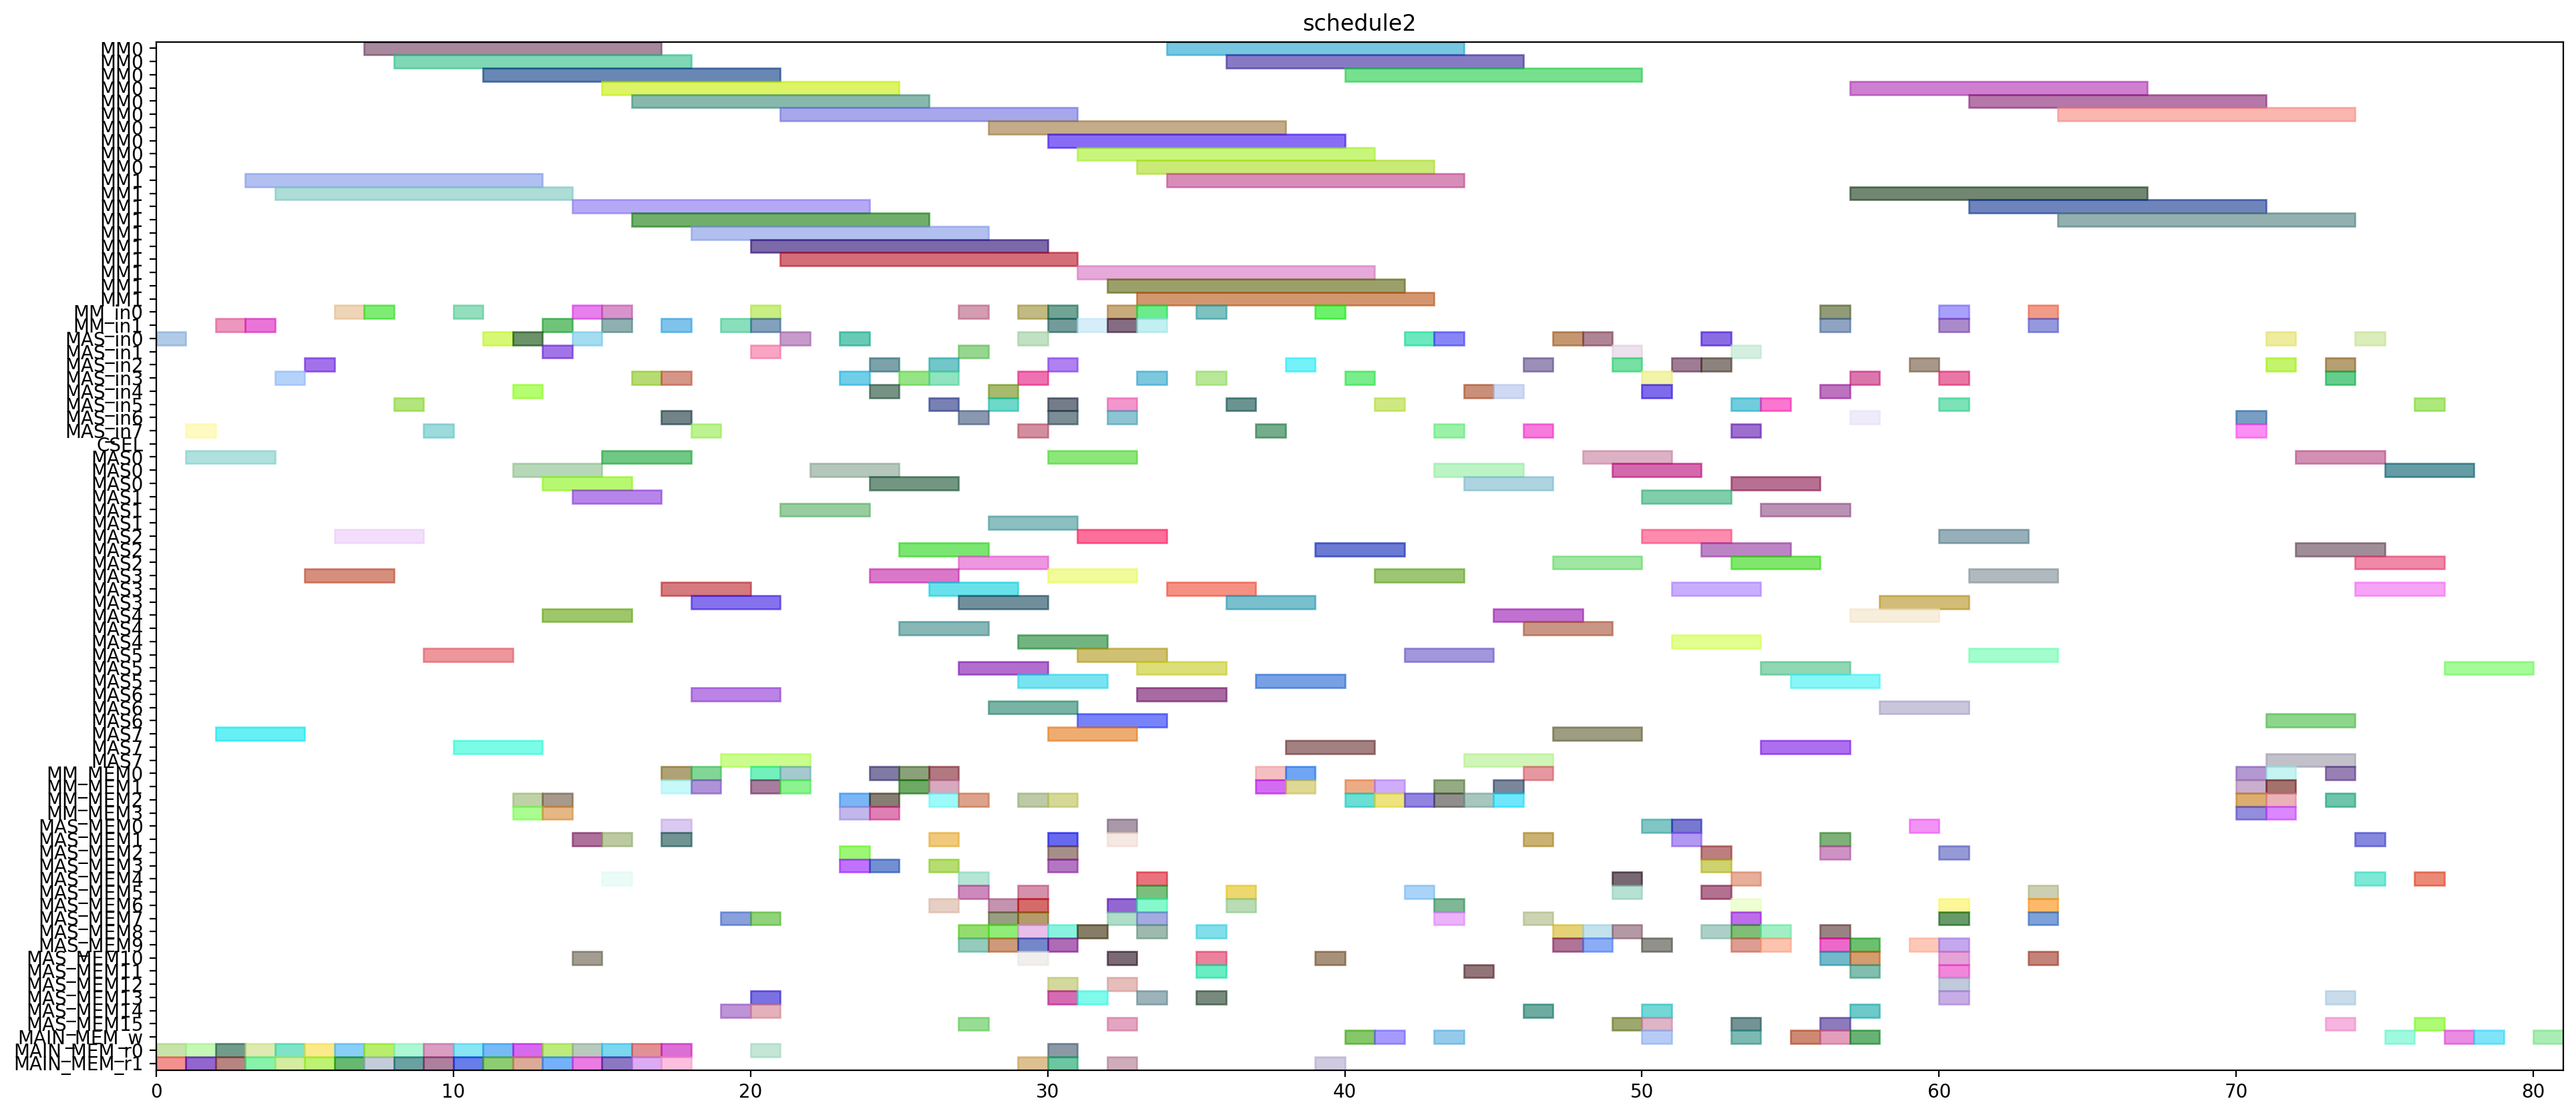 schedule2
MM0
MM0
MM0
MM0
MM0
MM0
MM0
MM0
MM0
MM0
MM1
MM1
MM1
MM1
MM1
MM1
MM1
MM1
MM1
MM1
MM_in0
MM_in1
MAS_in0
MAS_in1
MAS_in2
MAS_in3
MAS_in4
MAS_in5
MAS_in6
MAS_in7
CSEL
MAS0
MAS0
MAS0
MAS1
MAS1
MAS1
MAS2
MAS2
MAS2
MAS3
MAS3
MAS3
MAS4
MAS4
MAS4
MAS5
MAS5
MAS5
MAS6
MAS6
MAS6
MAS7
MAS7
MAS7
MM_MEM0
MM_MEM1
MM_MEM2
MM_MEM3
MAS_MEM0
MAS_MEM1
MAS_MEM2
MAS_MEM3
MAS_MEM4
MAS_MEM5
MAS_MEM6
MAS_MEM7
MAS_MEM8
MAS_MEM9
MAS_MEM10
MAS_MEM11
MAS_MEM12
MAS_MEM13
MAS_MEM14
MAS_MEM15
MAIN_MEM_w
MAIN_MEM_r0
MAIN_MEM_r1
0 10 20 30 40 50 60 70 80